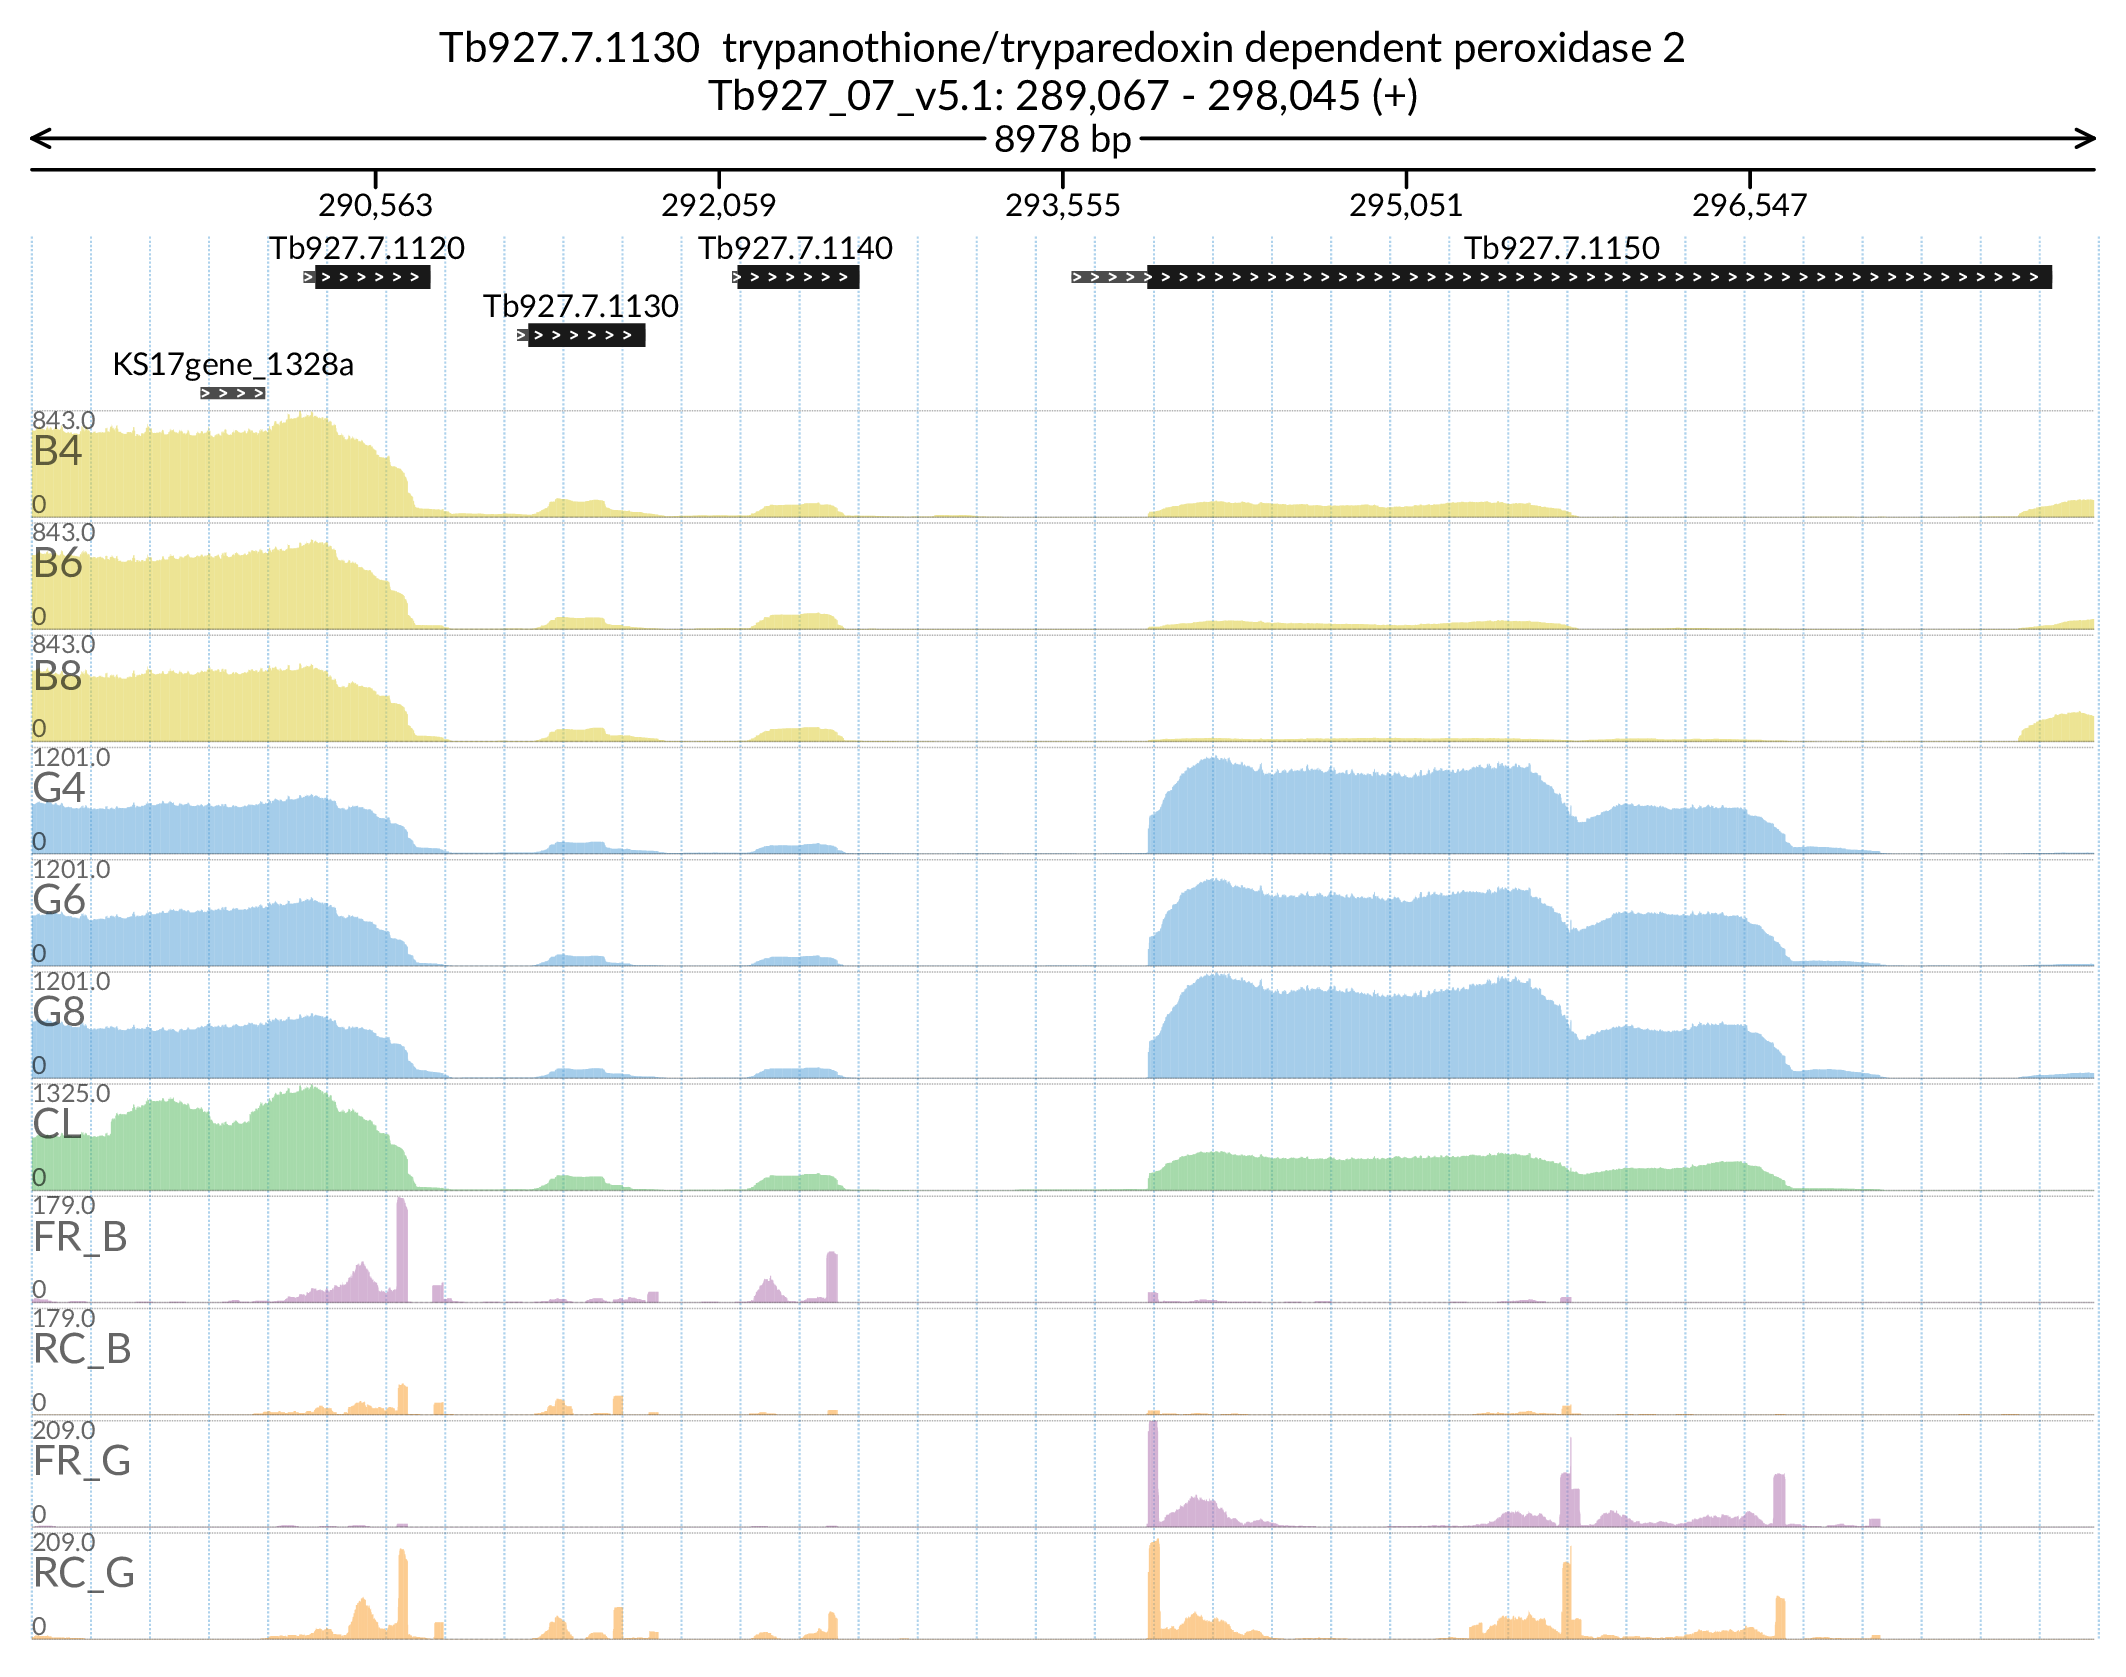 Tb927.7.1130 trypanothione/tryparedoxin dependent peroxidase 2
Tb927_07_v5.1: 289,067 - 298,045 (+)
8978 bp
290,563 292,059 293,555 295,051 296,547
Tb927.7.1120 Tb927.7.1140 Tb927.7.1150
Tb927.7.1130
KS17gene_1328a
843.0
B4
0
843.0
B6
0
843.0
B8
0
1201.0
G4
0
1201.0
G6
0
1201.0
G8
0
1325.0
CL
0
179.0
FR_B
0
179.0
RC_B
0
209.0
FR_G
0
209.0
RC_G
0